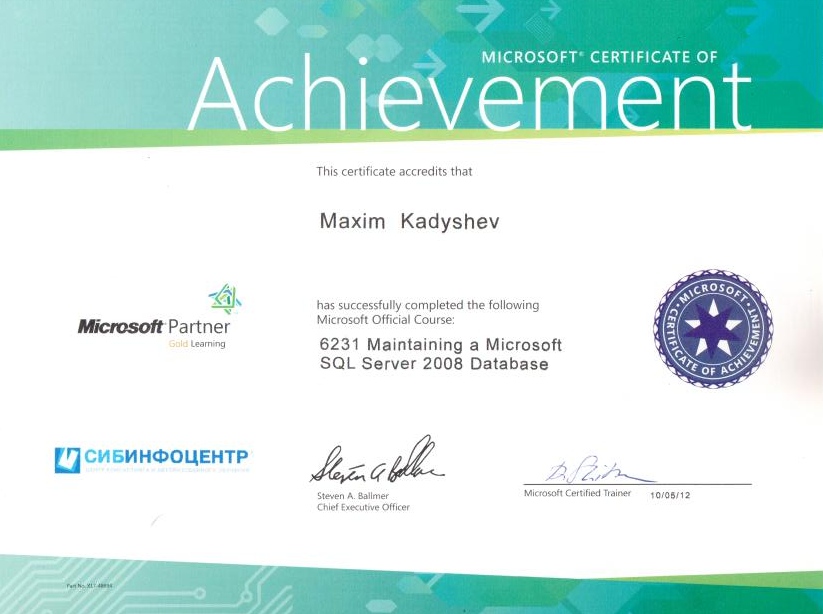 MICROSOFT® CERTIFICATE OF
Achievement
This certificate accredits that
Maxim Kadyshev
has successfully completed the following
Microsoft Official Course:
6231 Maintaining a Microsoft
SQL Server 2008 Database
Microsoft Partner
Gold Learning
MICROSOFT
CERTIFICATE OF ACHIEVEMENT
СИБИНФОЦЕНТР
Steven A. Ballmer
Steven A. Ballmer
Chief Executive Officer
Microsoft Certified Trainer 10/08/12
Part No.